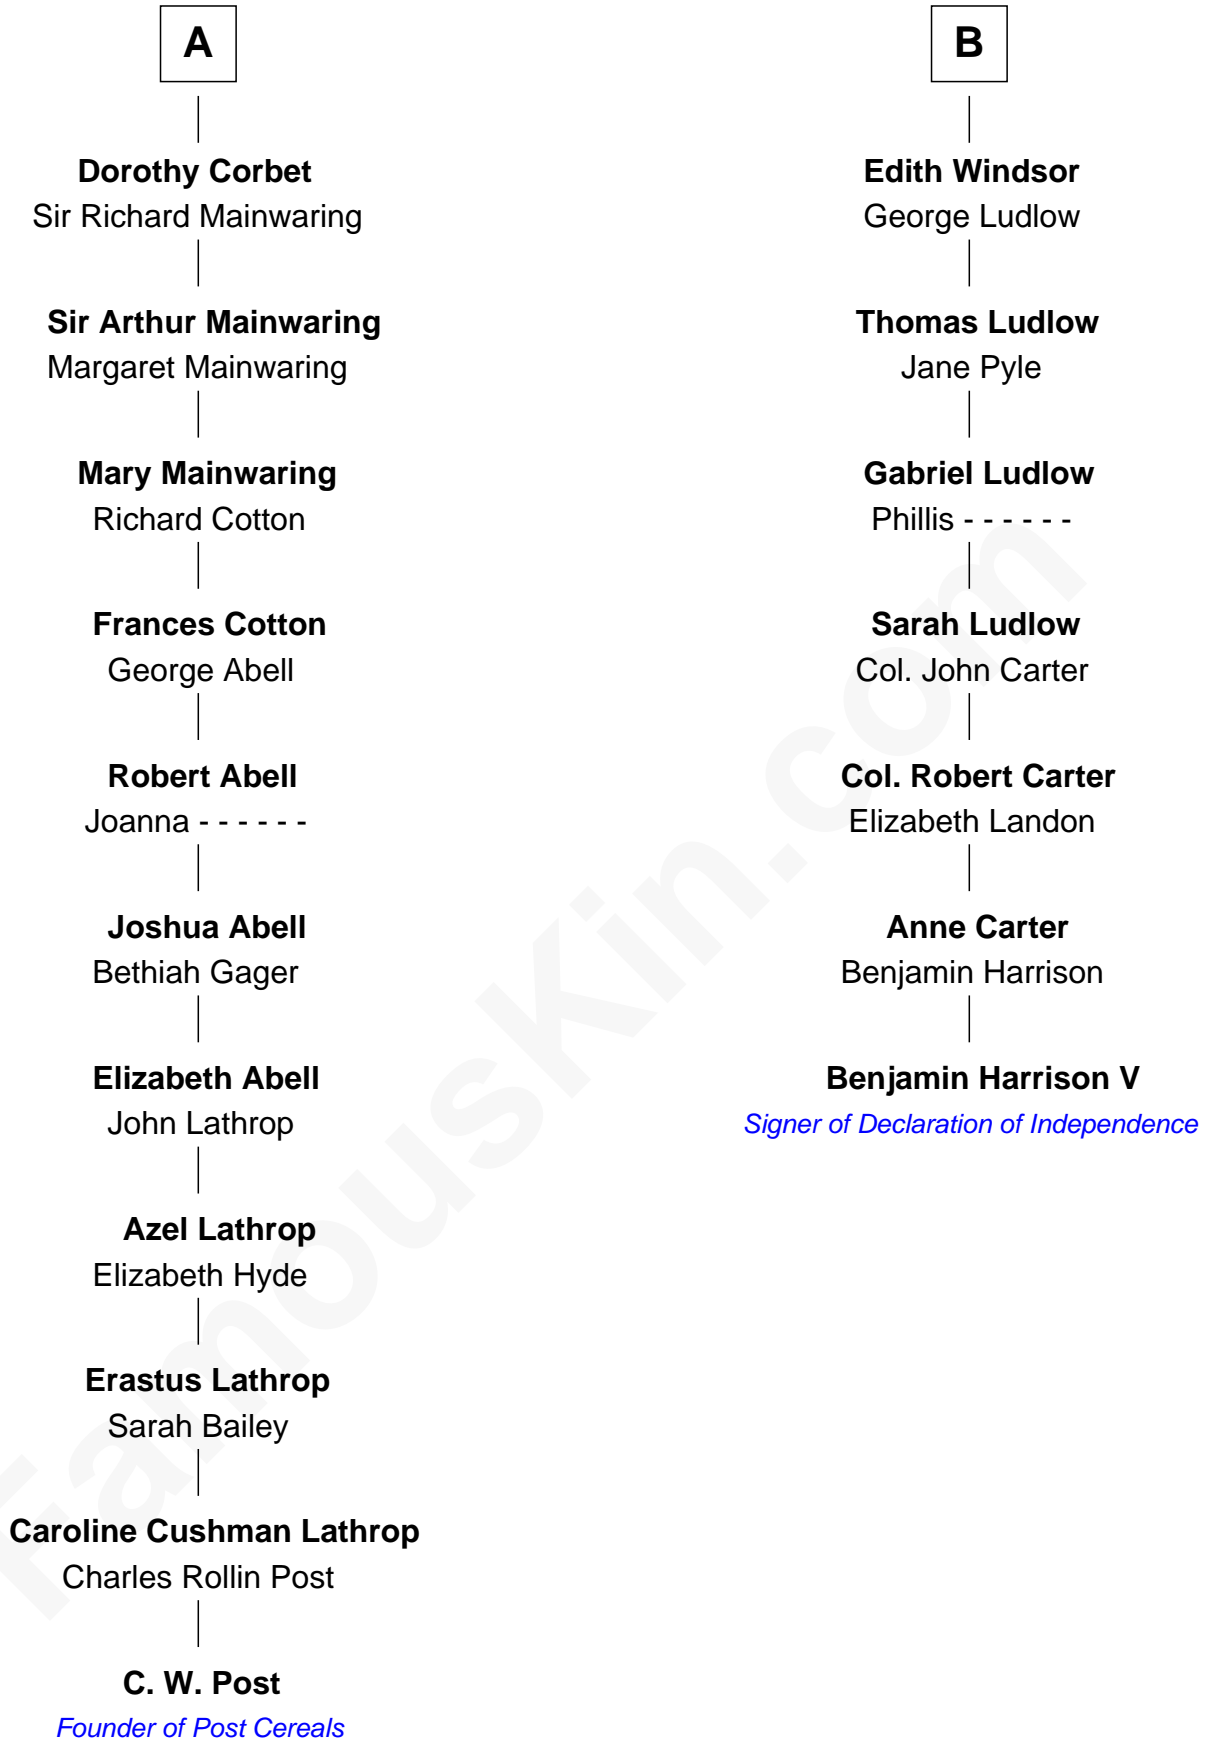 A
Dorothy Corbet
Sir Richard Mainwaring
Sir Arthur Mainwaring
Margaret Mainwaring
Mary Mainwaring
Richard Cotton
Frances Cotton
George Abell
Robert Abell
Joanna - - - - - -
Joshua Abell
Bethiah Gager
Elizabeth Abell
John Lathrop
Azel Lathrop
Elizabeth Hyde
Erastus Lathrop
Sarah Bailey
Caroline Cushman Lathrop
Charles Rollin Post
C. W. Post
Founder of Post Cereals
B
Edith Windsor
George Ludlow
Thomas Ludlow
Jane Pyle
Gabriel Ludlow
Phillis - - - - - -
Sarah Ludlow
Col. John Carter
Col. Robert Carter
Elizabeth Landon
Anne Carter
Benjamin Harrison
Benjamin Harrison V
Signer of Declaration of Independence
FamousKin.com